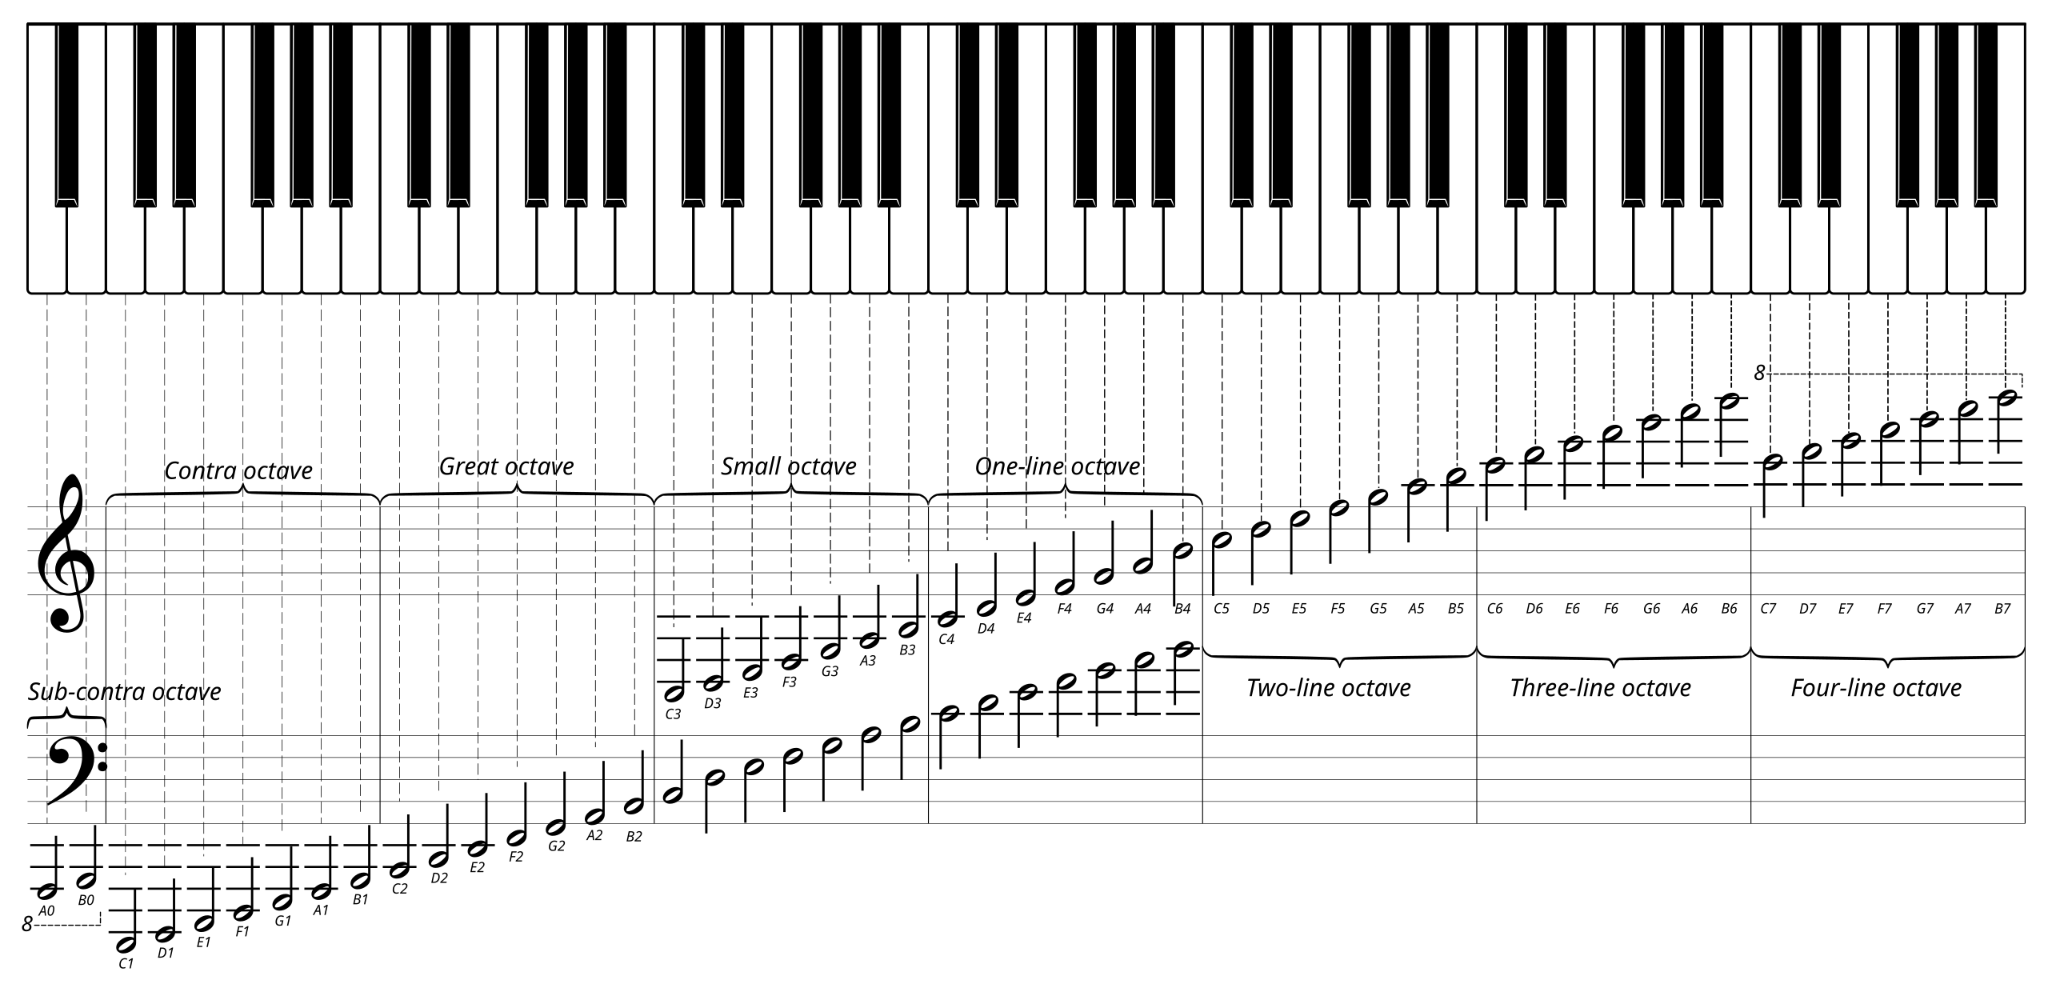 8
Contra octave
Great octave
Small octave
One-line octave
C4 D4 E4 F4 G4 A4 B4 C5 D5 E5 F5 G5 A5 B5 C6 D6 E6 F6 G6 A6 B6 C7 D7 E7 F7 G7 A7 B7
C3 D3 E3 F3 G3 A3 B3
Sub-contra octave
Two-line octave
Three-line octave
Four-line octave
C2 D2 E2 F2 G2 A2 B2
A0 B0
8
C1 D1 E1 F1 G1 A1 B1